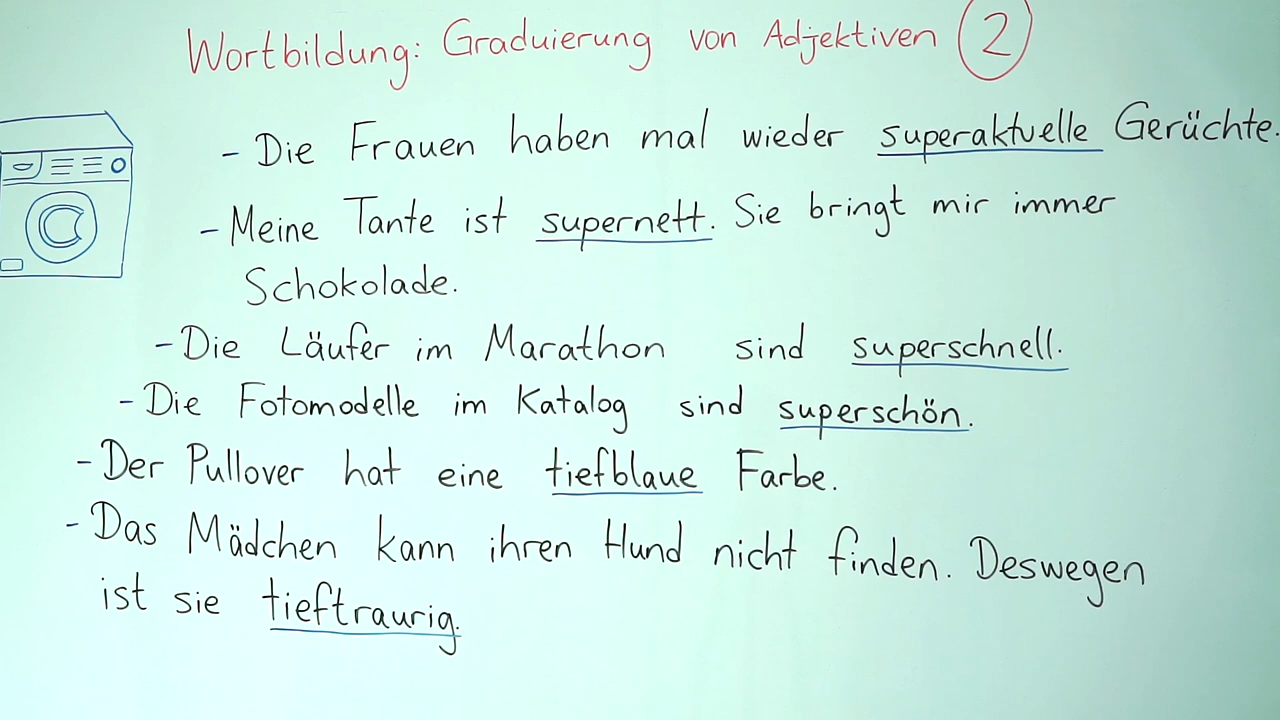 Wortbildung: Graduierung von Adjektiven 2
- Die Frauen haben mal wieder superaktuelle Gerüchte.
- Meine Tante ist supernett. Sie bringt mir immer
Schokolade.
- Die Läufer im Marathon sind superschnell.
- Die Fotomodelle im Katalog sind superschön.
- Der Pullover hat eine tiefblaue Farbe.
- Das Mädchen kann ihren Hund nicht finden. Deswegen
ist sie tieftraurig.